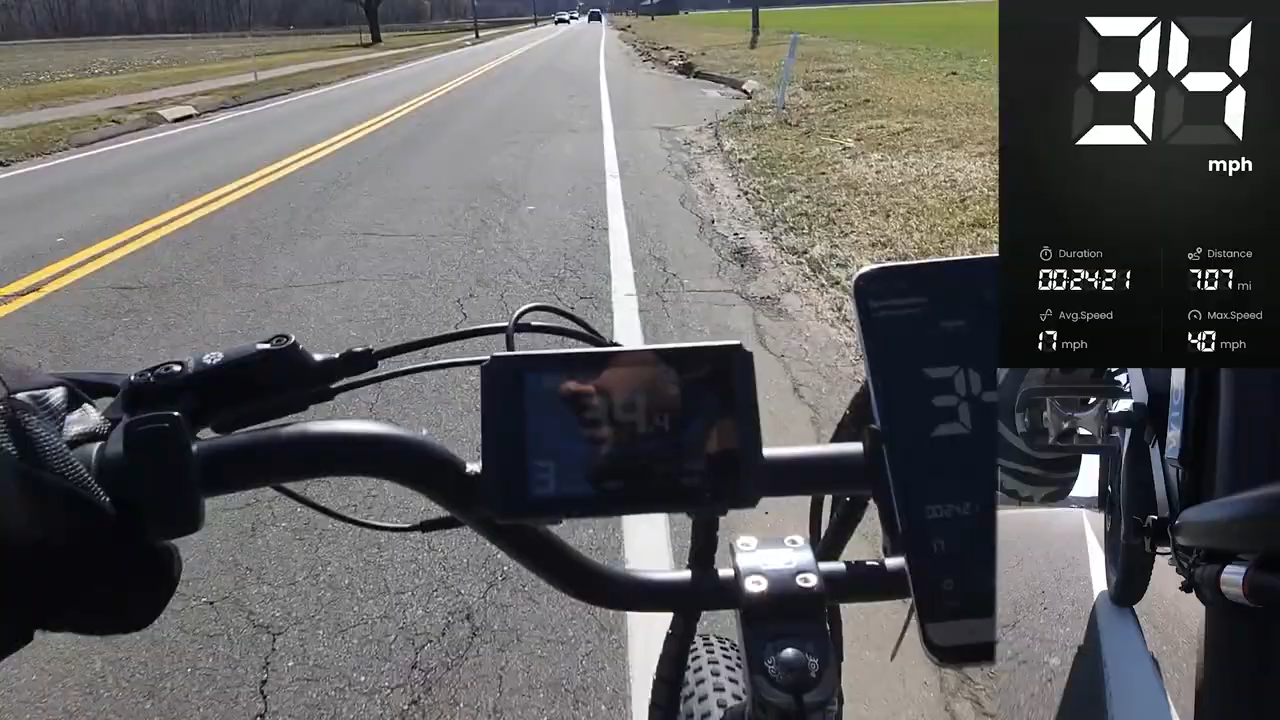 34
mph
Duration
Distance
00:24:21
7.07 mi
Avg.Speed
Max.Speed
17 mph
40 mph